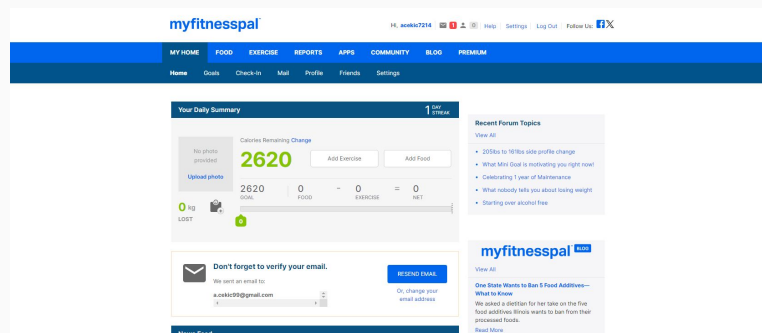 myfitnesspal
Hi, acekic7214 1 0 Help Settings Log Out Follow Us:
MY HOME FOOD EXERCISE REPORTS APPS COMMUNITY BLOG PREMIUM
Home Goals Check-In Mail Profile Friends Settings
Your Daily Summary
1 DAY STREAK
No photo provided
Upload photo
Calories Remaining Change
2620
Add Exercise
Add Food
2620 0 - 0 = 0
GOAL FOOD EXERCISE NET
0 kg
LOST
0
Don't forget to verify your email.
We sent an email to:
a.cekic99@gmail.com
RESEND EMAIL
Or, change your
email address
News Feed
Recent Forum Topics
View All
• 205lbs to 161lbs side profile change
• What Mini Goal is motivating you right now!
• Celebrating 1 year of Maintenance
• What nobody tells you about losing weight
• Starting over alcohol free
myfitnesspal BLOG
View All
One State Wants to Ban 5 Food Additives—
What to Know
We asked a dietitian for her take on the five
food additives Illinois wants to ban from their
processed foods.
Read More